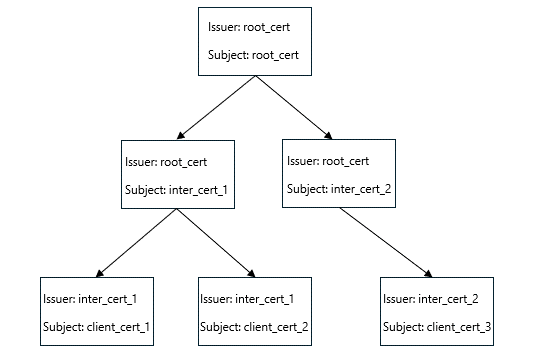 Issuer: root_cert
Subject: root_cert
Issuer: root_cert
Subject: inter_cert_1
Issuer: root_cert
Subject: inter_cert_2
Issuer: inter_cert_1
Subject: client_cert_1
Issuer: inter_cert_1
Subject: client_cert_2
Issuer: inter_cert_2
Subject: client_cert_3